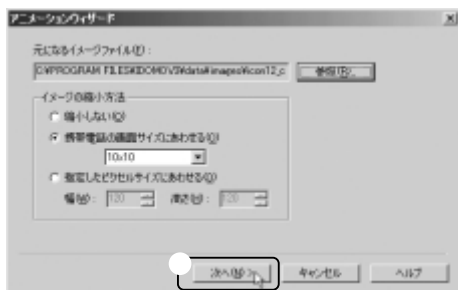 アニメーションウィザード
元になるイメージファイル(F):
C:¥PROGRAM FILES¥IDOMOV3¥data¥images¥icon12_c
参照(B)...
イメージの縮小方法
縮小しない(O)
携帯電話の画面サイズにあわせる(Q)
10x10
指定したピクセルサイズにあわせる(Q)
幅(W): 120 高さ(H): 120
次へ(N) > キャンセル ヘルプ